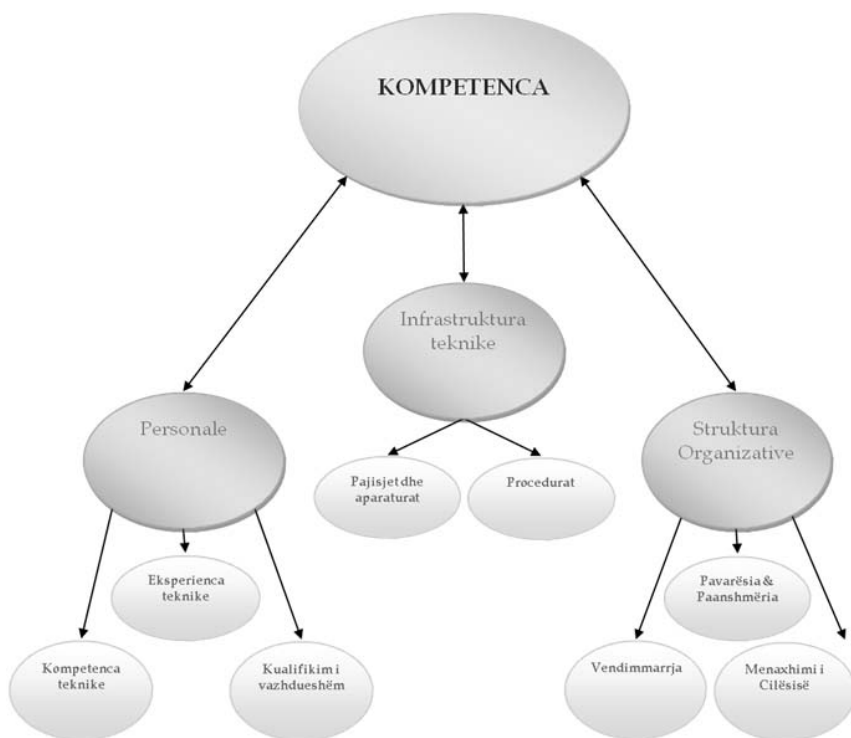 KOMPETENCA
Infrastruktura
teknike
Personale
Struktura
Organizative
Pajisjet dhe
aparaturat
Procedurat
Eksperienca
teknike
Pavarësia &
Paanshmëria
Kompetenca
teknike
Kualifikim i
vazhdueshëm
Vendimmarrja
Menaxhimi i
Cilësisë